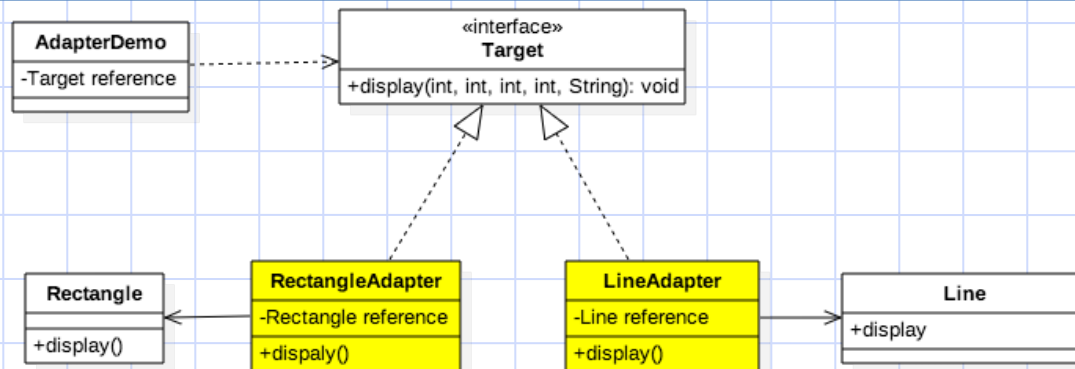 AdapterDemo
-Target reference
«interface»
Target
+display(int, int, int, int, String): void
Rectangle
+display()
RectangleAdapter
-Rectangle reference
+dispaly()
LineAdapter
-Line reference
+display()
Line
+display